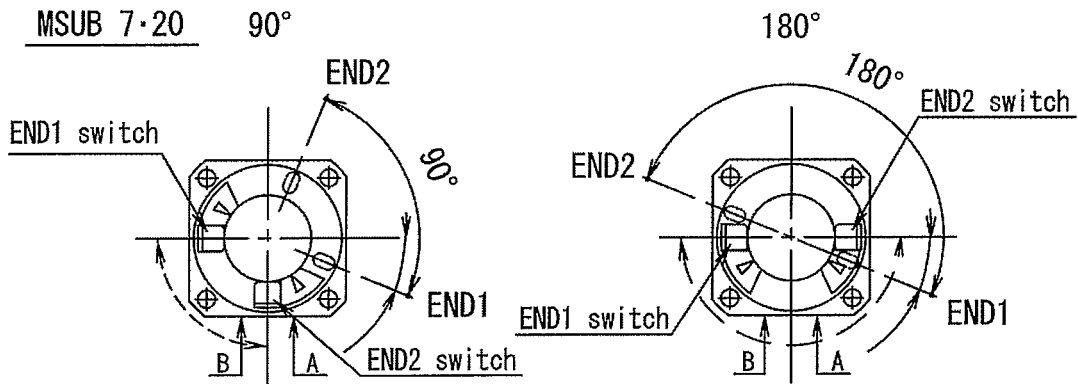 MSUB 7・20
90°
END2
END1 switch
90°
END1
B
A
END2 switch
180°
180°
END2 switch
END2
END1
END1 switch
B
A